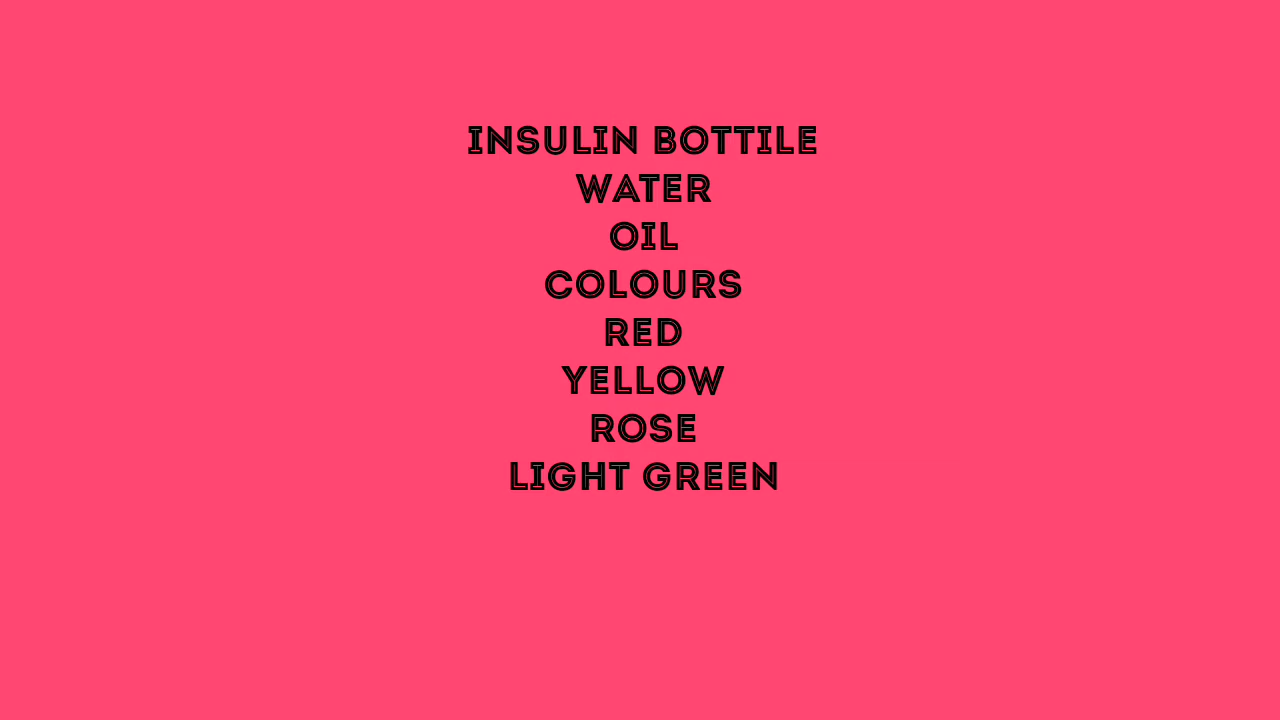 INSULIN BOTTILE
WATER
OIL
COLOURS
RED
YELLOW
ROSE
LIGHT GREEN